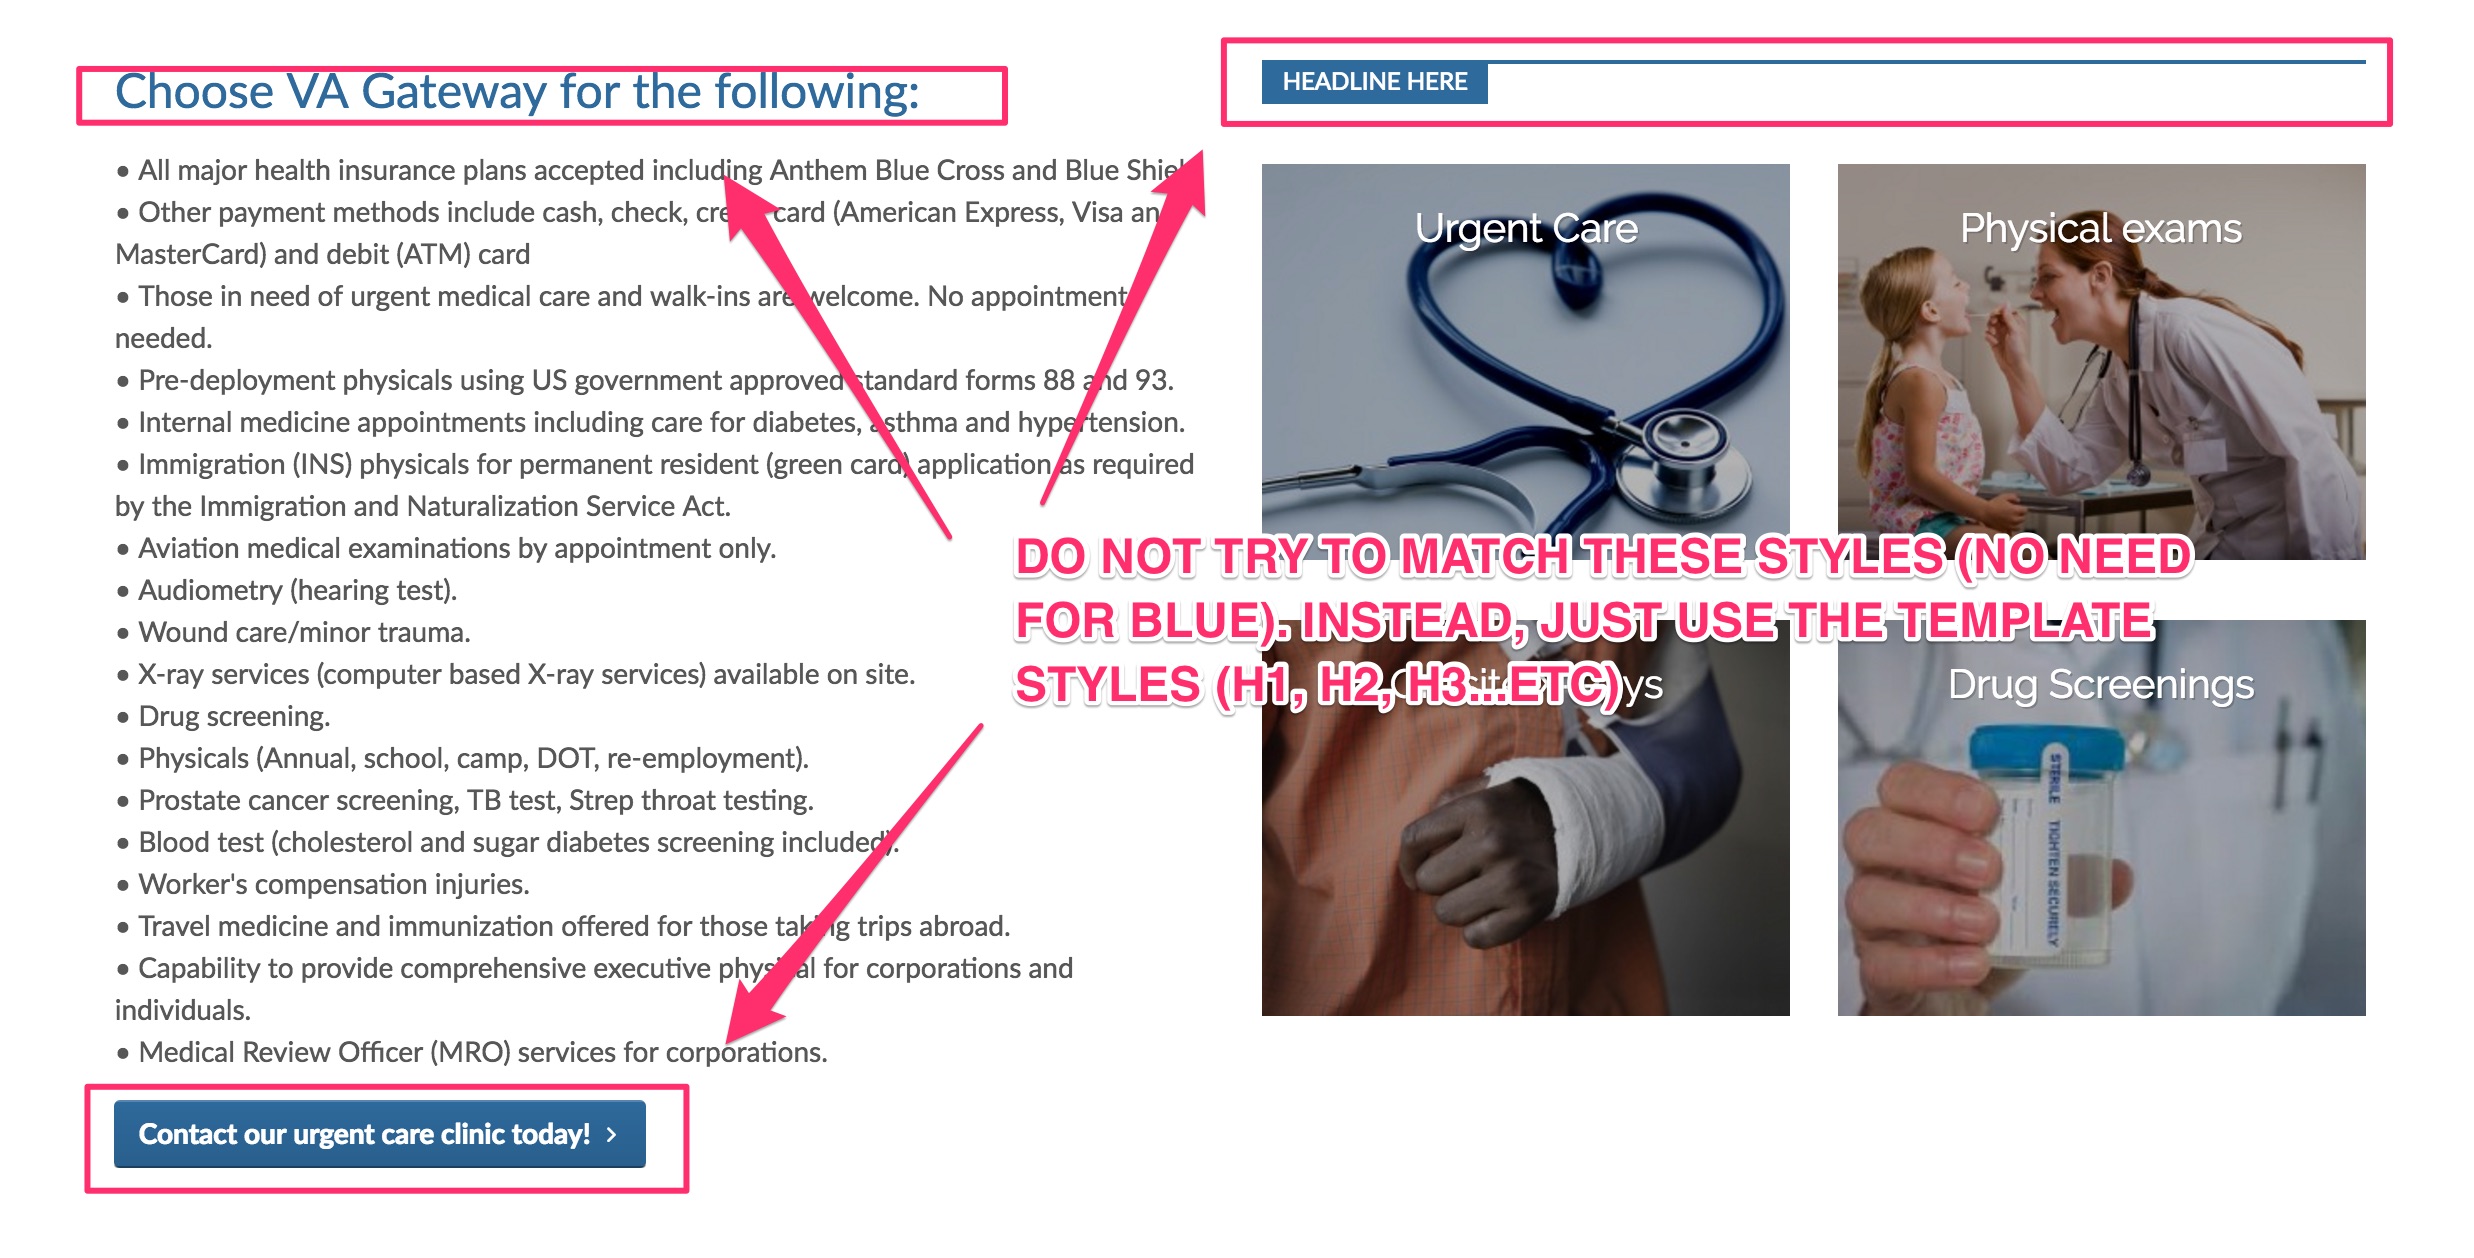 Choose VA Gateway for the following:
• All major health insurance plans accepted including Anthem Blue Cross and Blue
• Other payment methods include cash, check, card (American Express, Visa
MasterCard) and debit (ATM) card
• Those in need of urgent medical care and walk-ins are welcome. No appointment
needed.
• Pre-deployment physicals using US government approved standard forms 88 and 93.
• Internal medicine appointments including care for diabetes, asthma and hypertension.
• Immigration (INS) physicals for permanent resident (green card) application as required
by the Immigration and Naturalization Service Act.
• Aviation medical examinations by appointment only.
• Audiometry (hearing test).
• Wound care/minor trauma.
• X-ray services (computer based X-ray services) available on site.
• Drug screening.
• Physicals (Annual, school, camp, DOT, re-employment).
• Prostate cancer screening, TB test, Strep throat testing.
• Blood test (cholesterol and sugar diabetes screening included).
• Worker's compensation injuries.
• Travel medicine and immunization offered for those taking trips abroad.
• Capability to provide comprehensive executive physical for corporations and
individuals.
• Medical Review Officer (MRO) services for corporations.
Contact our urgent care clinic today! ›
HEADLINE HERE
Urgent Care
Physical exams
DO NOT TRY TO MATCH THESE STYLES (NO NEED
FOR BLUE). INSTEAD, JUST USE THE TEMPLATE
STYLES (H1, H2, H3...ETC)
Drug Screenings
STERILE TIGHTEN SECURELY